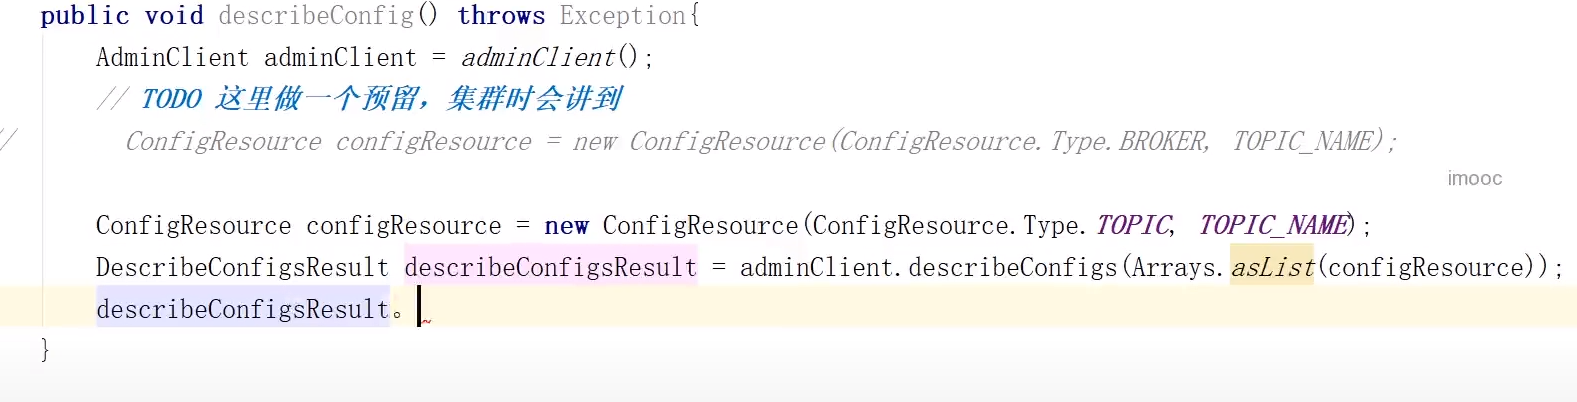 public void describeConfig() throws Exception{
AdminClient adminClient = adminClient();
// TODO 这里做一个预留，集群时会讲到
// ConfigResource configResource = new ConfigResource(ConfigResource.Type.BROKER, TOPIC_NAME);
imooc
ConfigResource configResource = new ConfigResource(ConfigResource.Type.TOPIC, TOPIC_NAME);
DescribeConfigsResult describeConfigsResult = adminClient.describeConfigs(Arrays.asList(configResource));
describeConfigsResult。
}